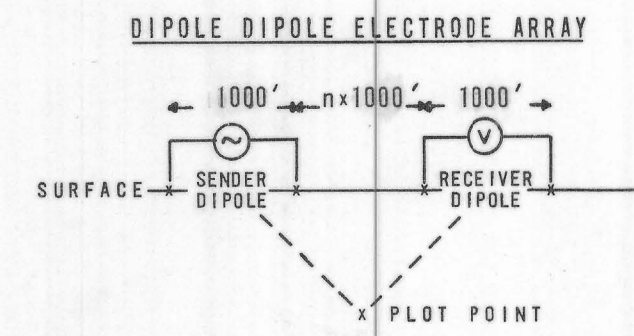 DIPOLE DIPOLE ELECTRODE ARRAY
1000′ n×1000′ 1000′
~ V
SURFACE × SENDER DIPOLE × × RECEIVER DIPOLE ×
× PLOT POINT